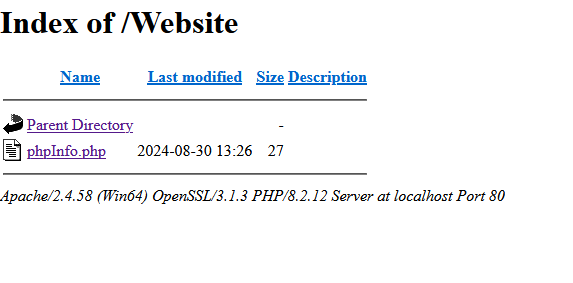 Index of /Website
Name Last modified Size Description
Parent Directory -
phpInfo.php 2024-08-30 13:26 27
Apache/2.4.58 (Win64) OpenSSL/3.1.3 PHP/8.2.12 Server at localhost Port 80